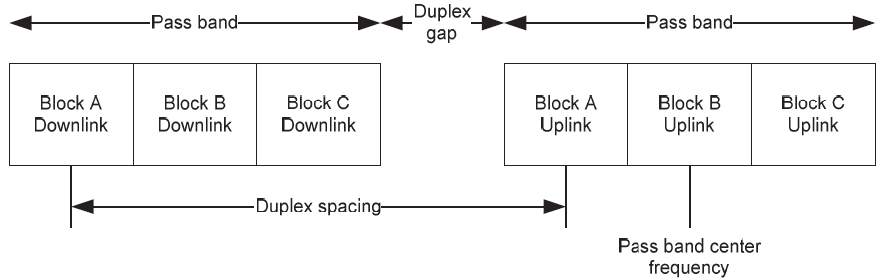 Pass band
Duplex
gap
Pass band
Block A
Downlink
Block B
Downlink
Block C
Downlink
Block A
Uplink
Block B
Uplink
Block C
Uplink
Duplex spacing
Pass band center
frequency